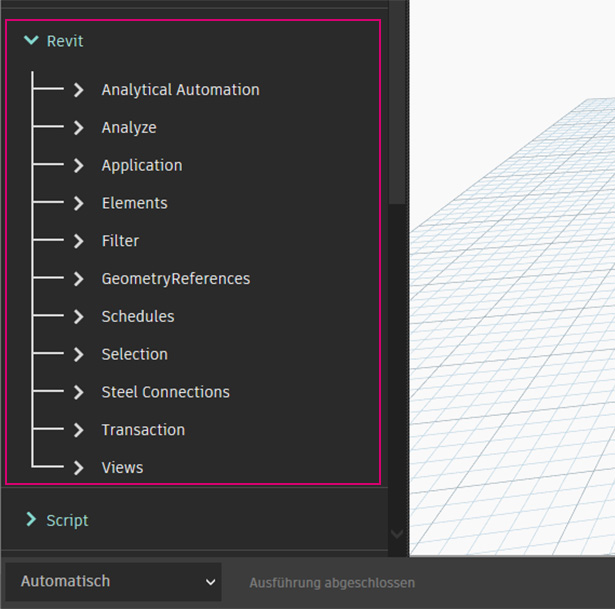 Revit
Analytical Automation
Analyze
Application
Elements
Filter
GeometryReferences
Schedules
Selection
Steel Connections
Transaction
Views
Script
Automatisch
Ausführung abgeschlossen